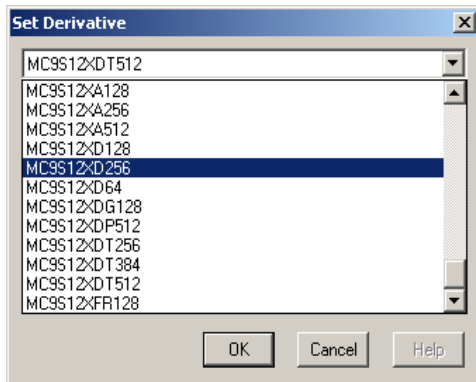 Set Derivative
MC9S12XDT512
MC9S12XA128
MC9S12XA256
MC9S12XA512
MC9S12XD128
MC9S12XD256
MC9S12XD64
MC9S12XDG128
MC9S12XDP512
MC9S12XDT256
MC9S12XDT384
MC9S12XDT512
MC9S12XFR128
OK Cancel Help